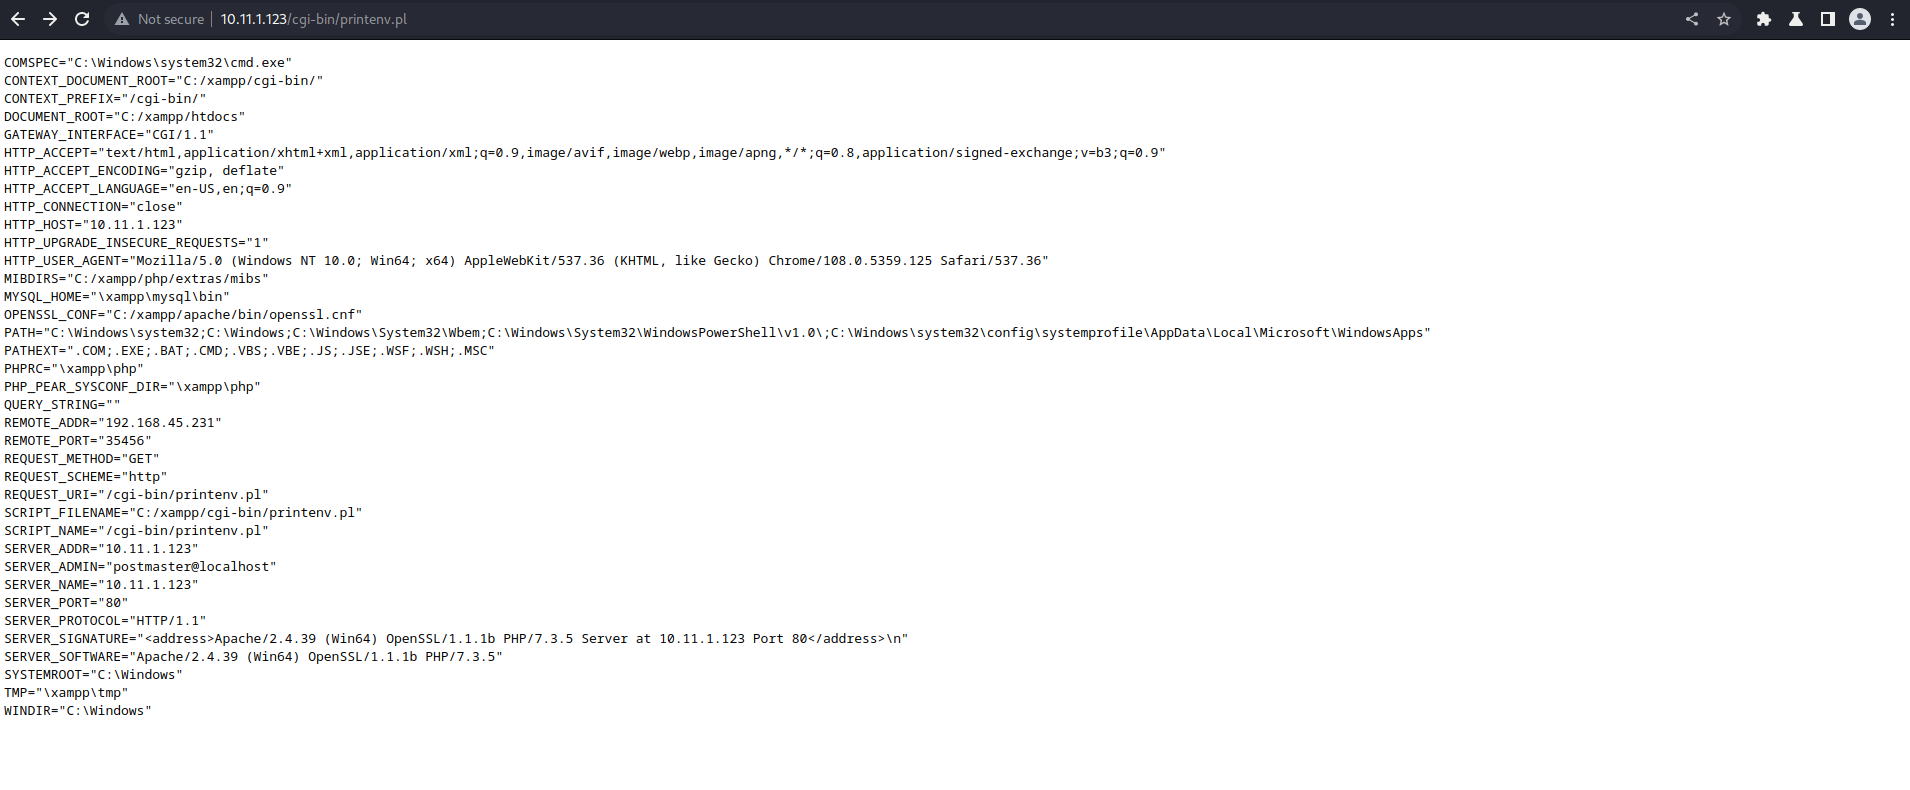 Not secure 10.11.1.123/cgi-bin/printenv.pl
COMSPEC="C:\Windows\system32\cmd.exe"
CONTEXT_DOCUMENT_ROOT="C:/xampp/cgi-bin/"
CONTEXT_PREFIX="/cgi-bin/"
DOCUMENT_ROOT="C:/xampp/htdocs"
GATEWAY_INTERFACE="CGI/1.1"
HTTP_ACCEPT="text/html,application/xhtml+xml,application/xml;q=0.9,image/avif,image/webp,image/apng,*/*;q=0.8,application/signed-exchange;v=b3;q=0.9"
HTTP_ACCEPT_ENCODING="gzip, deflate"
HTTP_ACCEPT_LANGUAGE="en-US,en;q=0.9"
HTTP_CONNECTION="close"
HTTP_HOST="10.11.1.123"
HTTP_UPGRADE_INSECURE_REQUESTS="1"
HTTP_USER_AGENT="Mozilla/5.0 (Windows NT 10.0; Win64; x64) AppleWebKit/537.36 (KHTML, like Gecko) Chrome/108.0.5359.125 Safari/537.36"
MIBDIRS="C:/xampp/php/extras/mibs"
MYSQL_HOME="\xampp\mysql\bin"
OPENSSL_CONF="C:/xampp/apache/bin/openssl.cnf"
PATH="C:\Windows\system32;C:\Windows;C:\Windows\System32\Wbem;C:\Windows\System32\WindowsPowerShell\v1.0\;C:\Windows\system32\config\systemprofile\AppData\Local\Microsoft\WindowsApps"
PATHEXT=".COM;.EXE;.BAT;.CMD;.VBS;.VBE;.JS;.JSE;.WSF;.WSH;.MSC"
PHPRC="\xampp\php"
PHP_PEAR_SYSCONF_DIR="\xampp\php"
QUERY_STRING=""
REMOTE_ADDR="192.168.45.231"
REMOTE_PORT="35456"
REQUEST_METHOD="GET"
REQUEST_SCHEME="http"
REQUEST_URI="/cgi-bin/printenv.pl"
SCRIPT_FILENAME="C:/xampp/cgi-bin/printenv.pl"
SCRIPT_NAME="/cgi-bin/printenv.pl"
SERVER_ADDR="10.11.1.123"
SERVER_ADMIN="postmaster@localhost"
SERVER_NAME="10.11.1.123"
SERVER_PORT="80"
SERVER_PROTOCOL="HTTP/1.1"
SERVER_SIGNATURE="<address>Apache/2.4.39 (Win64) OpenSSL/1.1.1b PHP/7.3.5 Server at 10.11.1.123 Port 80</address>\n"
SERVER_SOFTWARE="Apache/2.4.39 (Win64) OpenSSL/1.1.1b PHP/7.3.5"
SYSTEMROOT="C:\Windows"
TMP="\xampp\tmp"
WINDIR="C:\Windows"